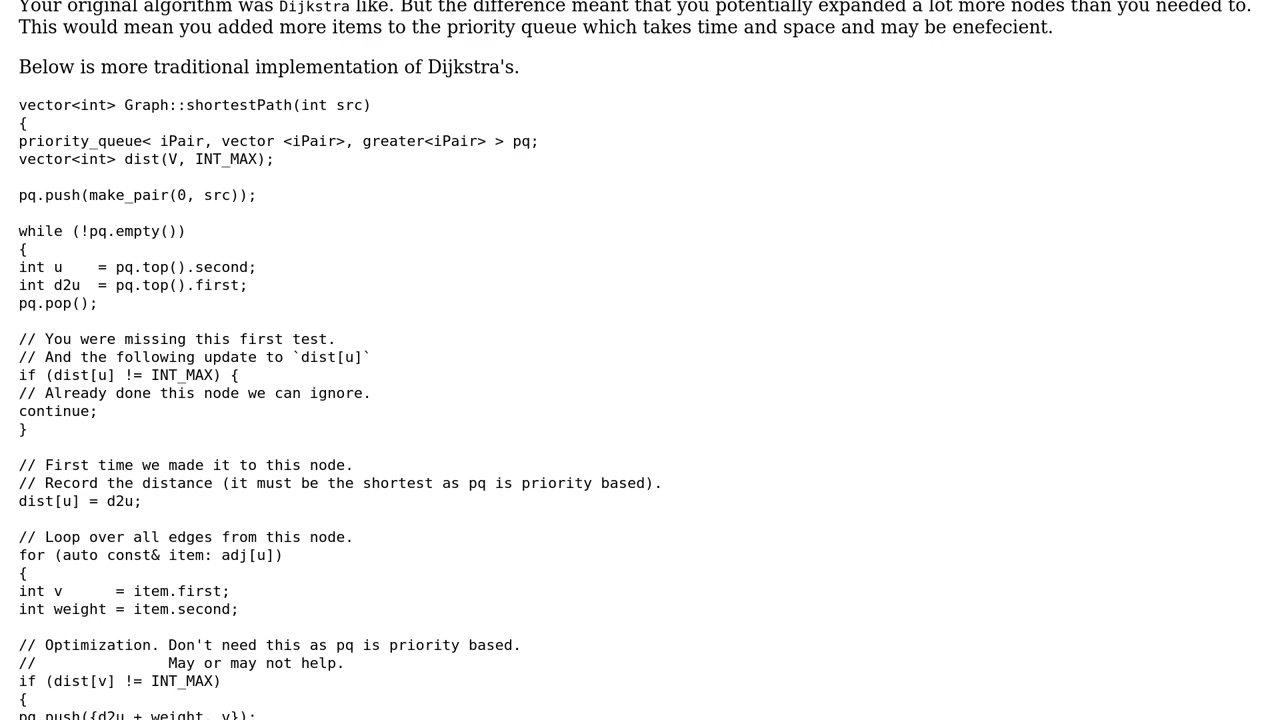 Your original algorithm was Dijkstra like. But the difference meant that you potentially expanded a lot more nodes than you needed to.
This would mean you added more items to the priority queue which takes time and space and may be enefecient.
Below is more traditional implementation of Dijkstra's.
vector<int> Graph::shortestPath(int src)
{
priority_queue< iPair, vector <iPair>, greater<iPair> > pq;
vector<int> dist(V, INT_MAX);
pq.push(make_pair(0, src));
while (!pq.empty())
{
int u    = pq.top().second;
int d2u  = pq.top().first;
pq.pop();
// You were missing this first test.
// And the following update to `dist[u]`
if (dist[u] != INT_MAX) {
// Already done this node we can ignore.
continue;
}
// First time we made it to this node.
// Record the distance (it must be the shortest as pq is priority based).
dist[u] = d2u;
// Loop over all edges from this node.
for (auto const& item: adj[u])
{
int v      = item.first;
int weight = item.second;
// Optimization. Don't need this as pq is priority based.
//               May or may not help.
if (dist[v] != INT_MAX)
{
pq.push({d2u + weight, v});